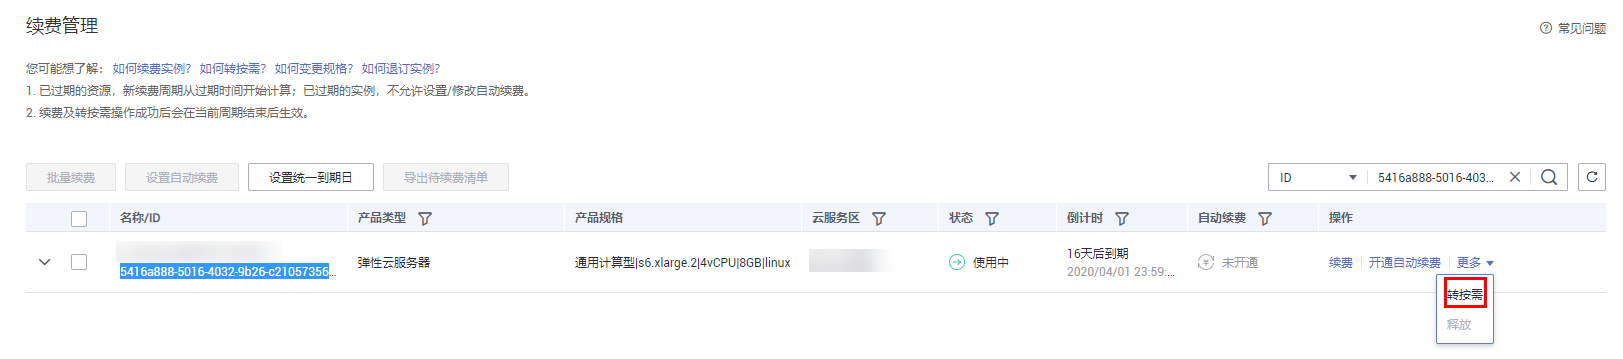 续费管理
常见问题
您可能想了解： 如何续费实例? 如何转按需? 如何变更规格? 如何退订实例?
1. 已过期的资源，新续费周期从过期时间开始计算；已过期的实例，不允许设置/修改自动续费。
2. 续费及转按需操作成功后会在当前周期结束后生效。
批量续费 设置自动续费 设置统一到期日 导出待续费清单 ID 5416a888-5016-403...
名称/ID 产品类型 产品规格 云服务区 状态 倒计时 自动续费 操作
5416a888-5016-4032-9b26-c21057356... 弹性云服务器 通用计算型|s6.xlarge.2|4vCPU|8GB|linux 使用中 16天后到期 未开通 续费 开通自动续费 更多
2020/04/01 23:59:...
转按需
释放